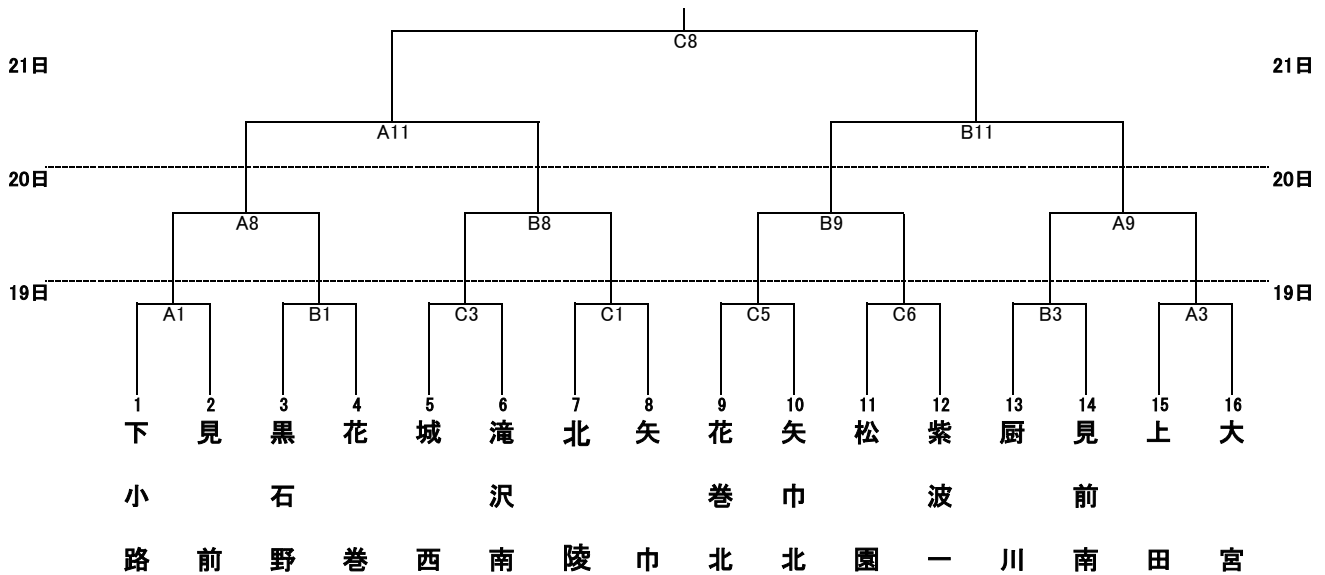 C8
21日
21日
A11
B11
20日
20日
A8
B8
B9
A9
19日
19日
A1
B1
C3
C1
C5
C6
B3
A3
1
2
3
4
5
6
7
8
9
10
11
12
13
14
15
16
下小路
見前
黒石野
花巻
城西
滝沢南
北陵
矢巾
花巻北
矢巾北
松園
紫波一
厨川
見前南
上田
大宮